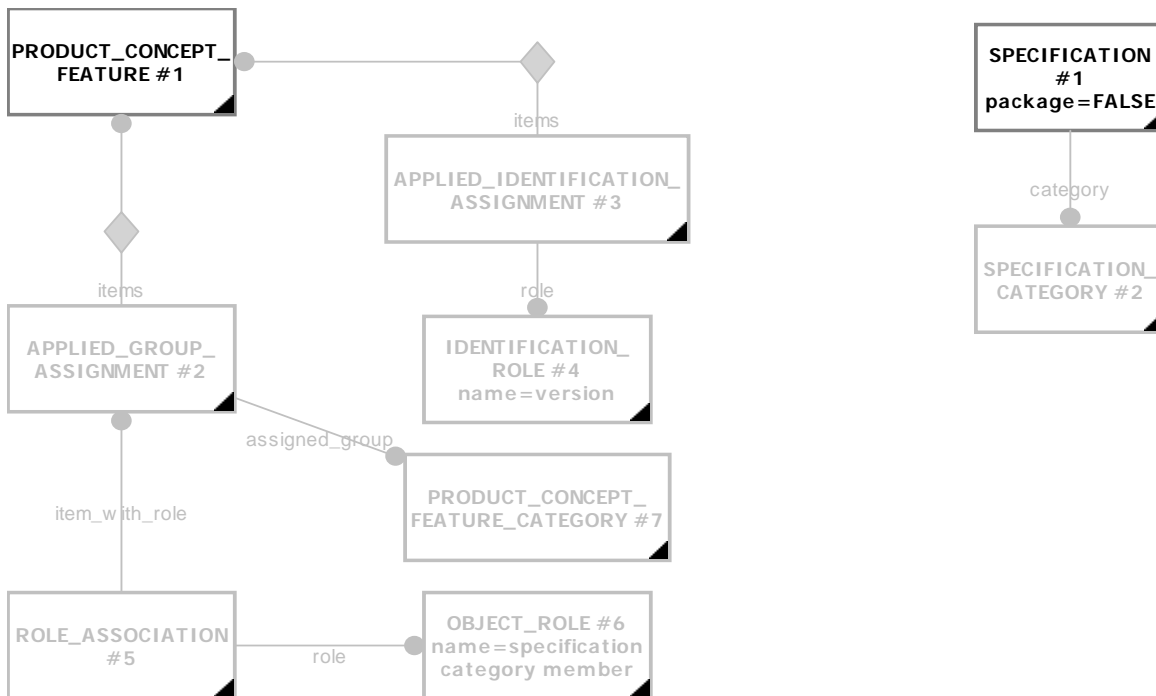 PRODUCT_CONCEPT_
FEATURE #1
items
APPLIED_IDENTIFICATION_
ASSIGNMENT #3
items
role
APPLIED_GROUP_
ASSIGNMENT #2
IDENTIFICATION_
ROLE #4
name=version
assigned_group
PRODUCT_CONCEPT_
FEATURE_CATEGORY #7
item_with_role
ROLE_ASSOCIATION
#5
role
OBJECT_ROLE #6
name=specification
category member
SPECIFICATION
#1
package=FALSE
category
SPECIFICATION_
CATEGORY #2